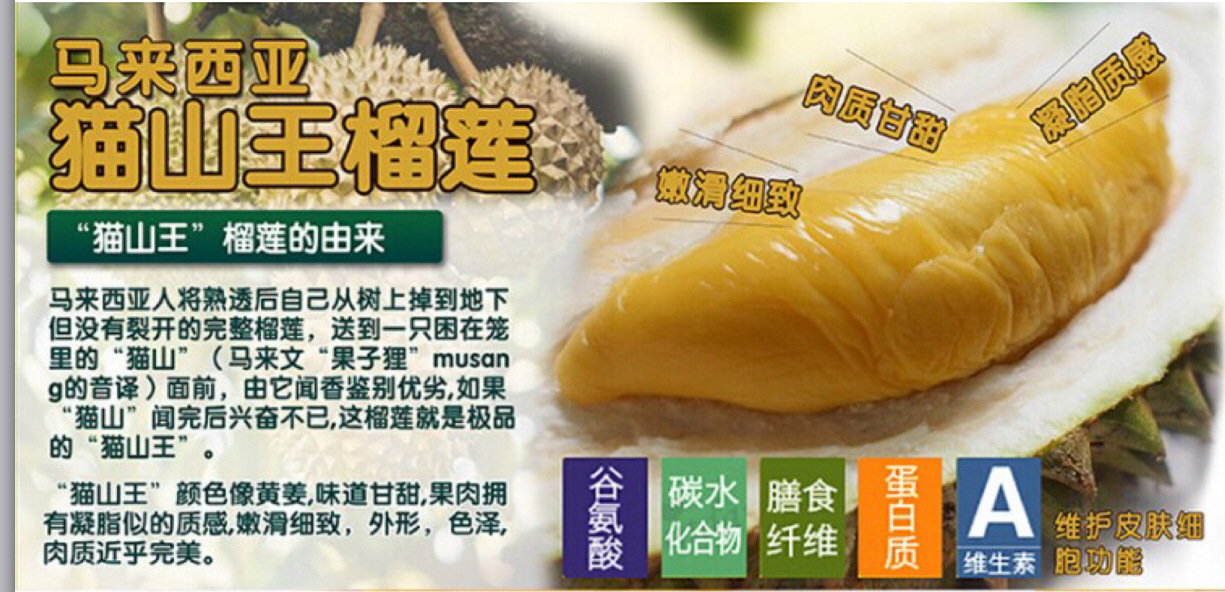 马来西亚
猫山王榴莲
“猫山王”榴莲的由来
马来西亚人将熟透后自己从树上掉到地下
但没有裂开的完整榴莲，送到一只困在笼
里的“猫山”（马来文“果子狸”musan
g的音译）面前，由它闻香鉴别优劣,如果
“猫山”闻完后兴奋不已,这榴莲就是极品
的“猫山王”。
“猫山王”颜色像黄姜,味道甘甜,果肉拥
有凝脂似的质感,嫩滑细致，外形，色泽,
肉质近乎完美。
嫩滑细致
肉质甘甜
凝脂质感
谷
氨
酸
碳水
化合物
膳食
纤维
蛋
白
质
A
维生素
维护皮肤细
胞功能